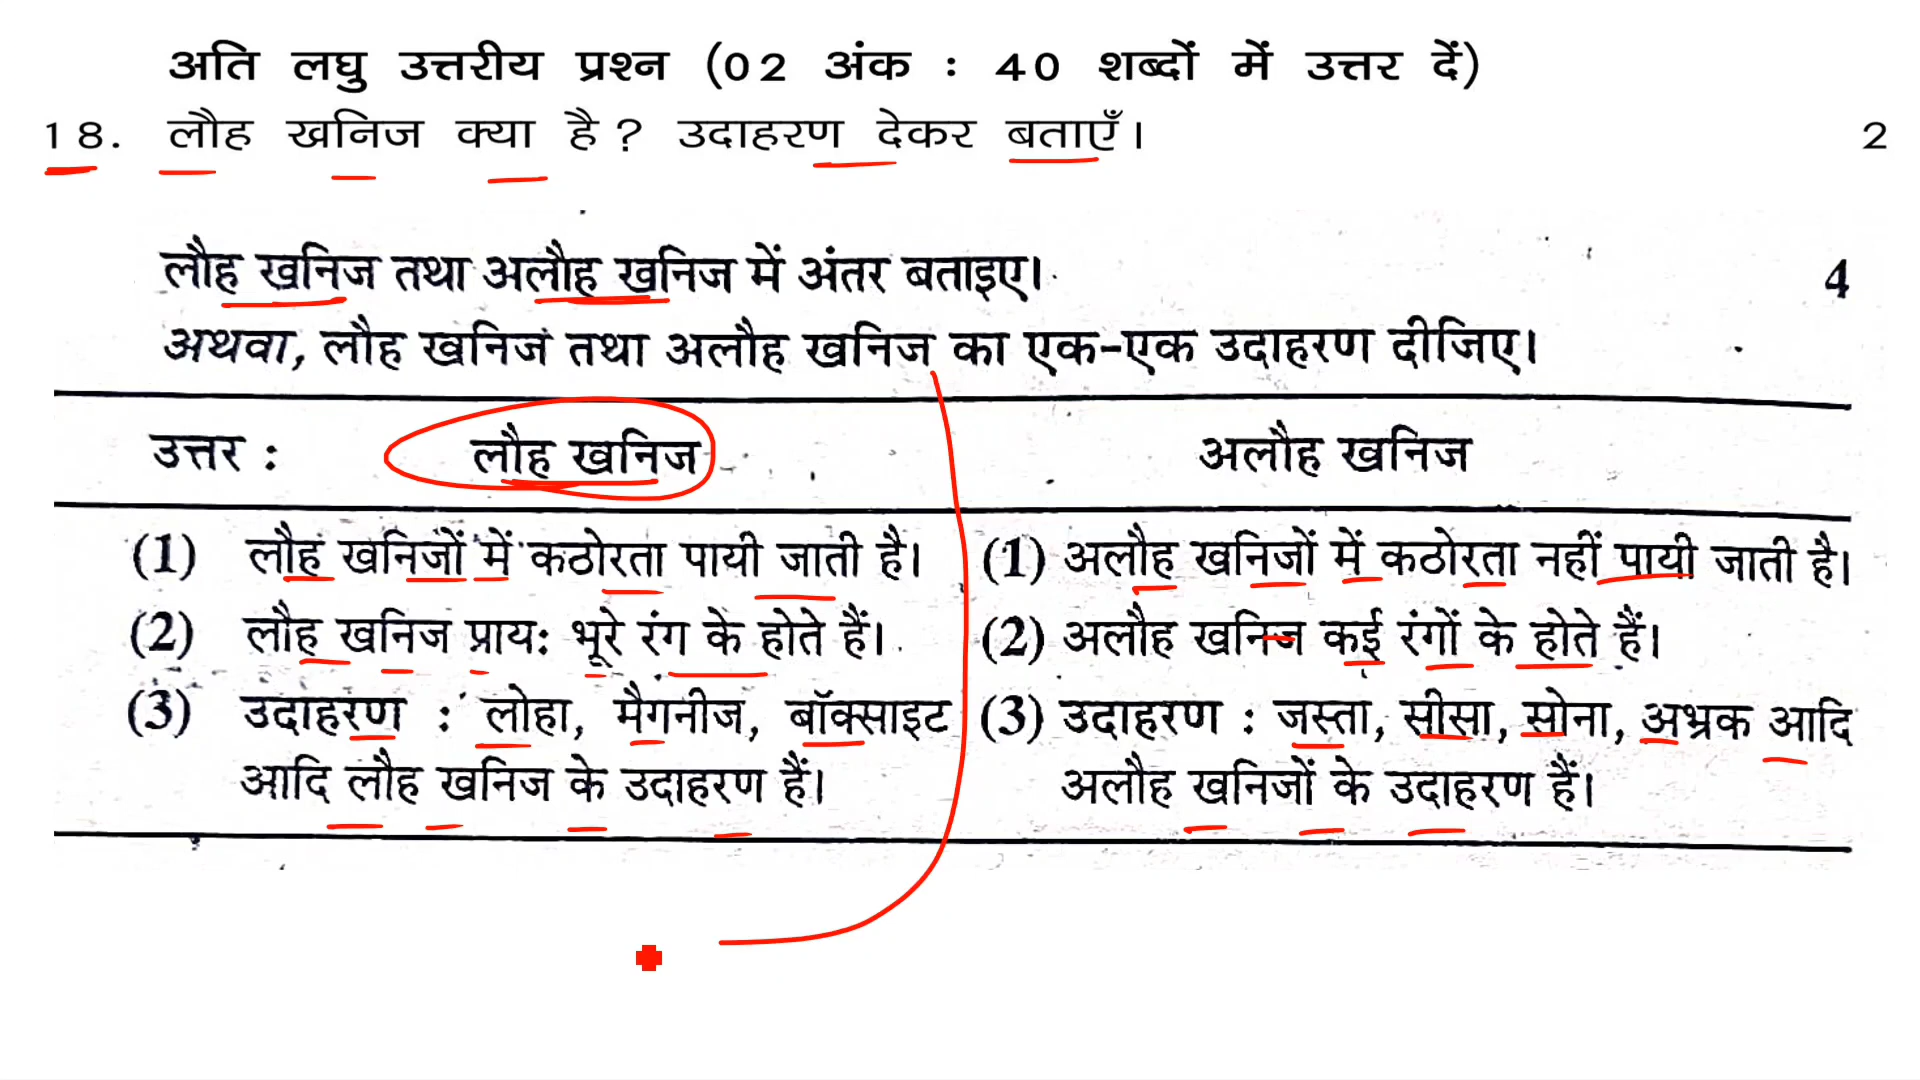 अति लघु उत्तरीय प्रश्न (02 अंक : 40 शब्दों में उत्तर दें)
18. लौह खनिज क्या है? उदाहरण देकर बताएँ। 2
लौह खनिज तथा अलौह खनिज में अंतर बताइए। 4
अथवा, लौह खनिज तथा अलौह खनिज का एक-एक उदाहरण दीजिए।
उत्तर : लौह खनिज अलौह खनिज
(1) लौह खनिजों में कठोरता पायी जाती है। (1) अलौह खनिजों में कठोरता नहीं पायी जाती है।
(2) लौह खनिज प्राय: भूरे रंग के होते हैं। (2) अलौह खनिज कई रंगों के होते हैं।
(3) उदाहरण : लोहा, मैगनीज, बॉक्साइट (3) उदाहरण : जस्ता, सीसा, सोना, अभ्रक आदि
आदि लौह खनिज के उदाहरण हैं। अलौह खनिजों के उदाहरण हैं।